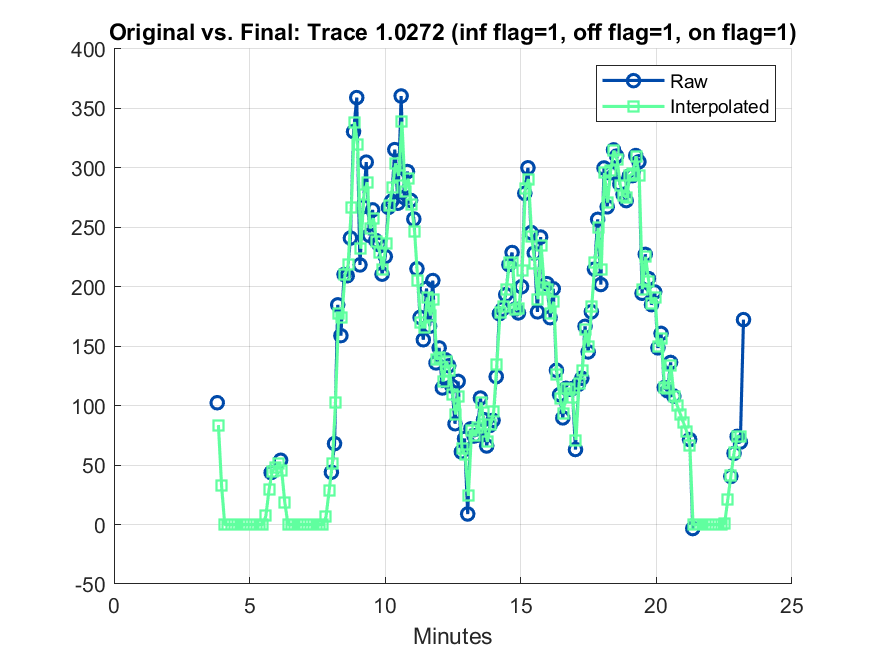 Original vs. Final: Trace 1.0272 (inf flag=1, off flag=1, on flag=1)
400
350
300
250
200
150
100
50
0
-50
0 5 10 15 20 25
Minutes
Raw
Interpolated